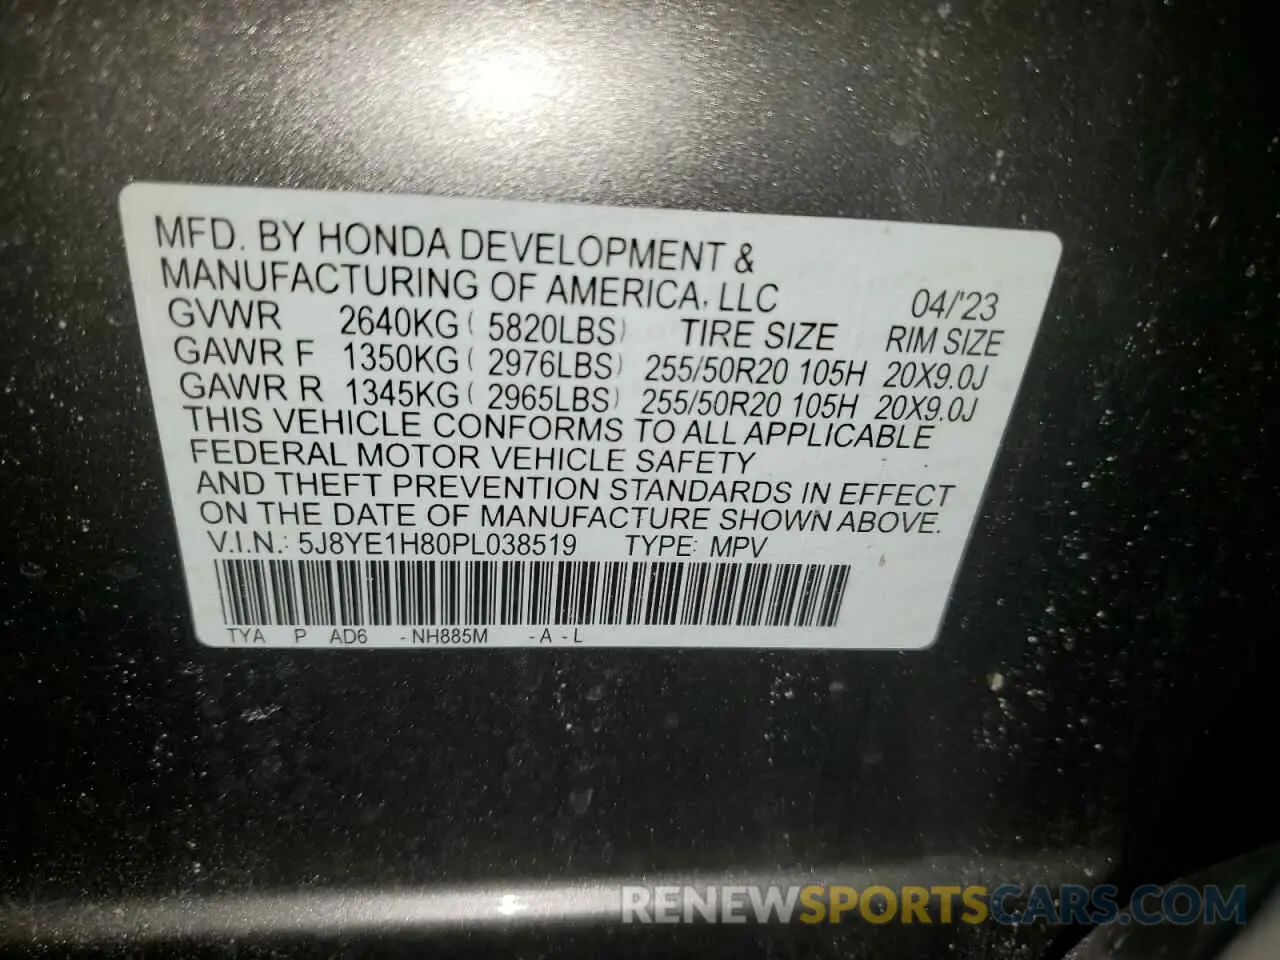 MFD. BY HONDA DEVELOPMENT &
MANUFACTURING OF AMERICA, LLC 04/'23
GVWR 2640KG ( 5820LBS) TIRE SIZE RIM SIZE
GAWR F 1350KG ( 2976LBS) 255/50R20 105H 20X9.0J
GAWR R 1345KG ( 2965LBS) 255/50R20 105H 20X9.0J
THIS VEHICLE CONFORMS TO ALL APPLICABLE
FEDERAL MOTOR VEHICLE SAFETY
AND THEFT PREVENTION STANDARDS IN EFFECT
ON THE DATE OF MANUFACTURE SHOWN ABOVE.
V.I.N.: 5J8YE1H80PL038519 TYPE: MPV
TYA P AD6 -NH885M -A-L
RENEWSPORTSCARS.COM